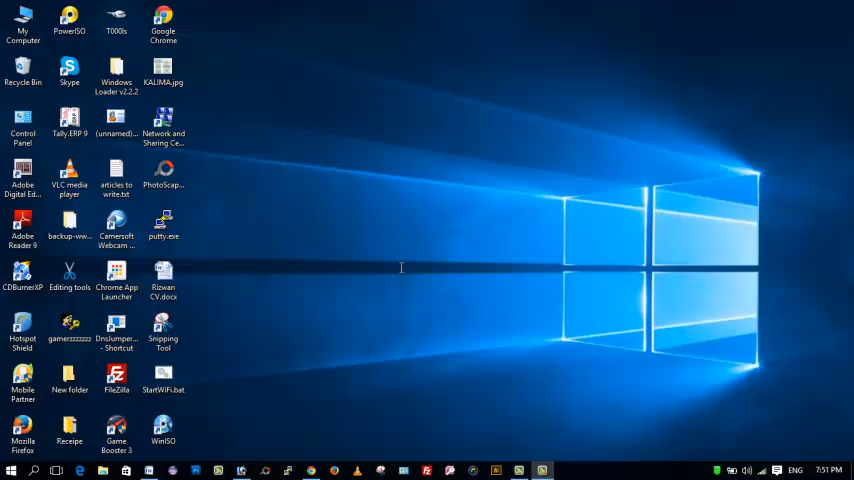 My
Computer
PowerISO
T000ls
Google
Chrome
Recycle Bin
Skype
Windows
Loader v2.2.2
KALIMA.jpg
Control
Panel
Tally.ERP 9
(unnamed)...
Network and
Sharing Ce...
Adobe
Digital Ed...
VLC media
player
articles to
write.txt
PhotoScap...
Adobe
Reader 9
backup-ww...
Camersoft
Webcam ...
putty.exe
CDBurnerXP
Editing tools
Chrome App
Launcher
Rizwan
CV.docx
Hotspot
Shield
gamerzzzzzz
DnsJumper...
- Shortcut
Snipping
Tool
Mobile
Partner
New folder
FileZilla
StartWiFi.bat
Mozilla
Firefox
Receipe
Game
Booster 3
WinISO
ENG
7:51 PM